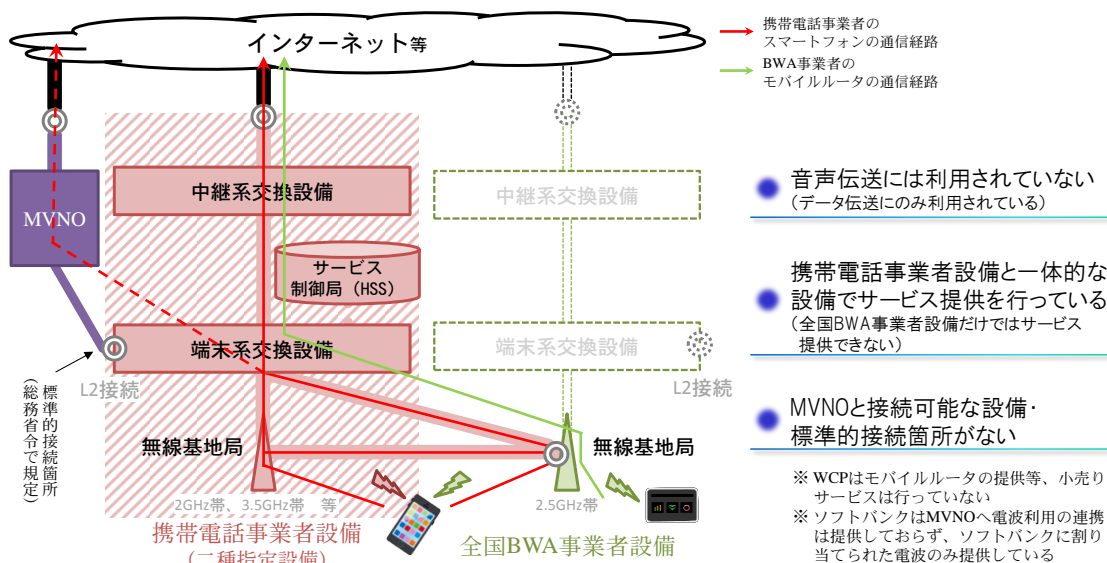 インターネット等
携帯電話事業者の
スマートフォンの通信経路
BWA事業者の
モバイルルータの通信経路
MVNO
中継系交換設備
サービス
制御局（HSS）
端末系交換設備
L2接続
標準的接続箇所
（総務省令で規定）
無線基地局
2GHz帯、3.5GHz帯　等
携帯電話事業者設備
（二種指定設備）
中継系交換設備
端末系交換設備
L2接続
無線基地局
2.5GHz帯
全国BWA事業者設備
音声伝送には利用されていない
（データ伝送にのみ利用されている）
携帯電話事業者設備と一体的な
設備でサービス提供を行っている
（全国BWA事業者設備だけではサービス
提供できない）
MVNOと接続可能な設備・
標準的接続箇所がない
※ WCPはモバイルルータの提供等、小売り
サービスは行っていない
※ ソフトバンクはMVNOへ電波利用の連携
は提供しておらず、ソフトバンクに割り
当てられた電波のみ提供している